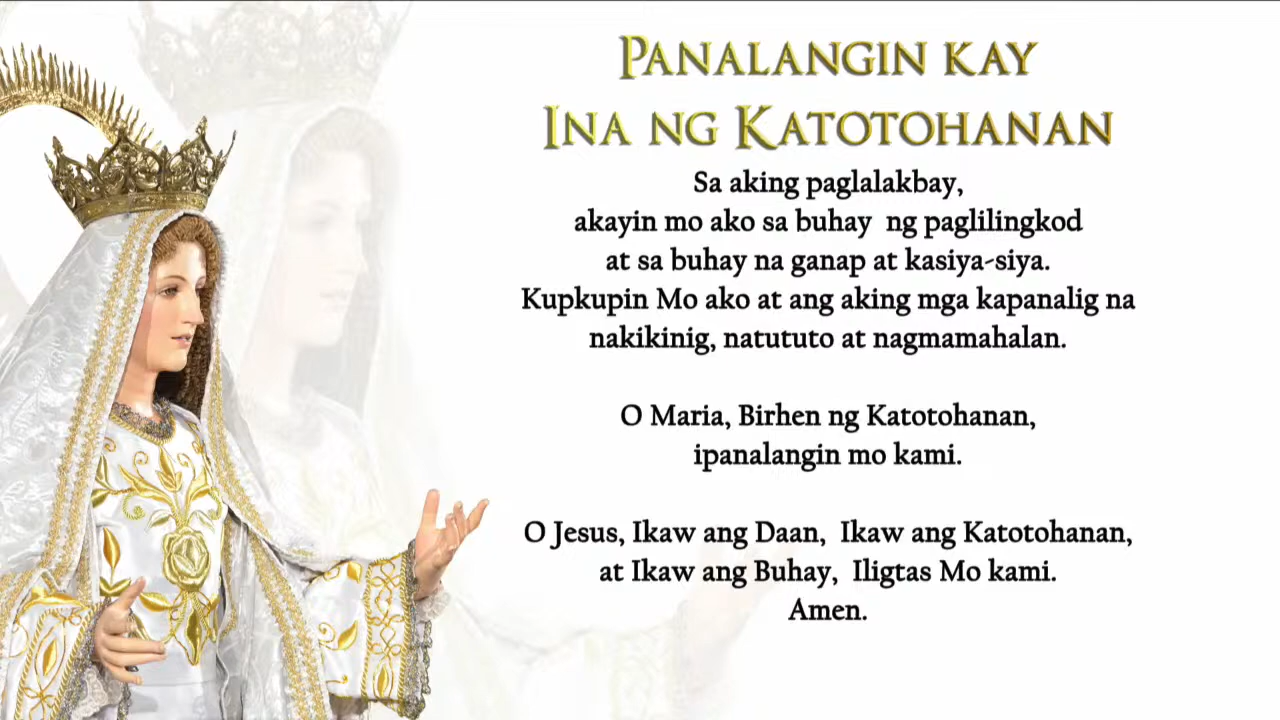 PANALANGIN KAY
INA NG KATOTOHANAN
Sa aking paglalakbay,
akayin mo ako sa buhay ng paglilingkod
at sa buhay na ganap at kasiya-siya.
Kupkupin Mo ako at ang aking mga kapanalig na
nakikinig, natututo at nagmamahalan.
O Maria, Birhen ng Katotohanan,
ipanalangin mo kami.
O Jesus, Ikaw ang Daan, Ikaw ang Katotohanan,
at Ikaw ang Buhay, Iligtas Mo kami.
Amen.